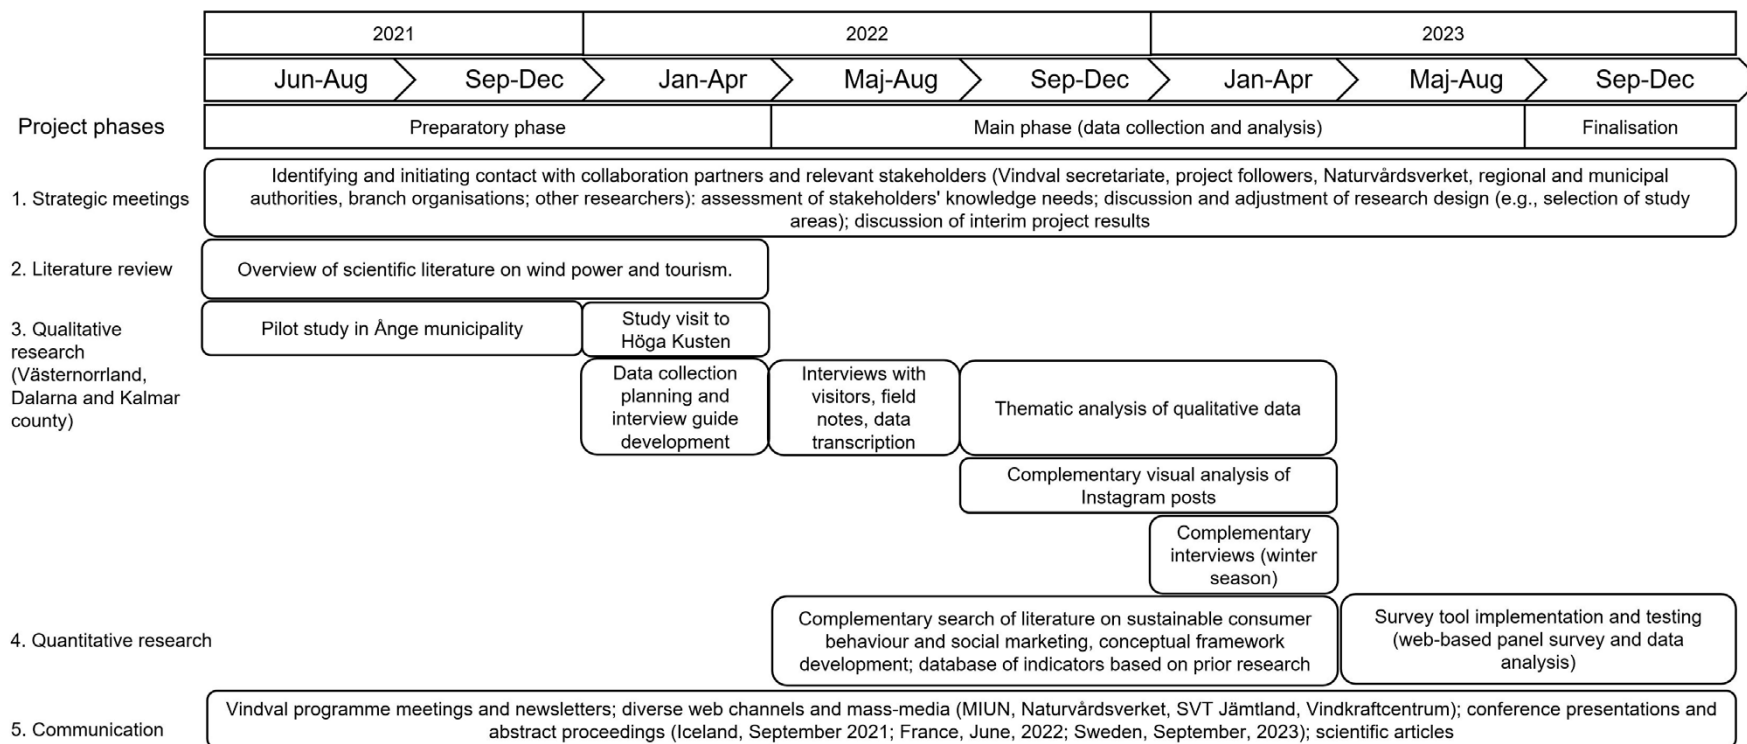 2021
2022
2023
Jun-Aug
Sep-Dec
Jan-Apr
Maj-Aug
Sep-Dec
Jan-Apr
Maj-Aug
Sep-Dec
Project phases
Preparatory phase
Main phase (data collection and analysis)
Finalisation
1. Strategic meetings
Identifying and initiating contact with collaboration partners and relevant stakeholders (Vindval secretariate, project followers, Naturvårdsverket, regional and municipal
authorities, branch organisations; other researchers): assessment of stakeholders' knowledge needs; discussion and adjustment of research design (e.g., selection of study
areas); discussion of interim project results
2. Literature review
Overview of scientific literature on wind power and tourism.
3. Qualitative
research
(Västernorrland,
Dalarna and Kalmar
county)
Pilot study in Ånge municipality
Study visit to
Höga Kusten
Data collection
planning and
interview guide
development
Interviews with
visitors, field
notes, data
transcription
Thematic analysis of qualitative data
Complementary visual analysis of
Instagram posts
Complementary
interviews (winter
season)
4. Quantitative research
Complementary search of literature on sustainable consumer
behaviour and social marketing, conceptual framework
development; database of indicators based on prior research
Survey tool implementation and testing
(web-based panel survey and data
analysis)
5. Communication
Vindval programme meetings and newsletters; diverse web channels and mass-media (MIUN, Naturvårdsverket, SVT Jämtland, Vindkraftcentrum); conference presentations and
abstract proceedings (Iceland, September 2021; France, June, 2022; Sweden, September, 2023); scientific articles